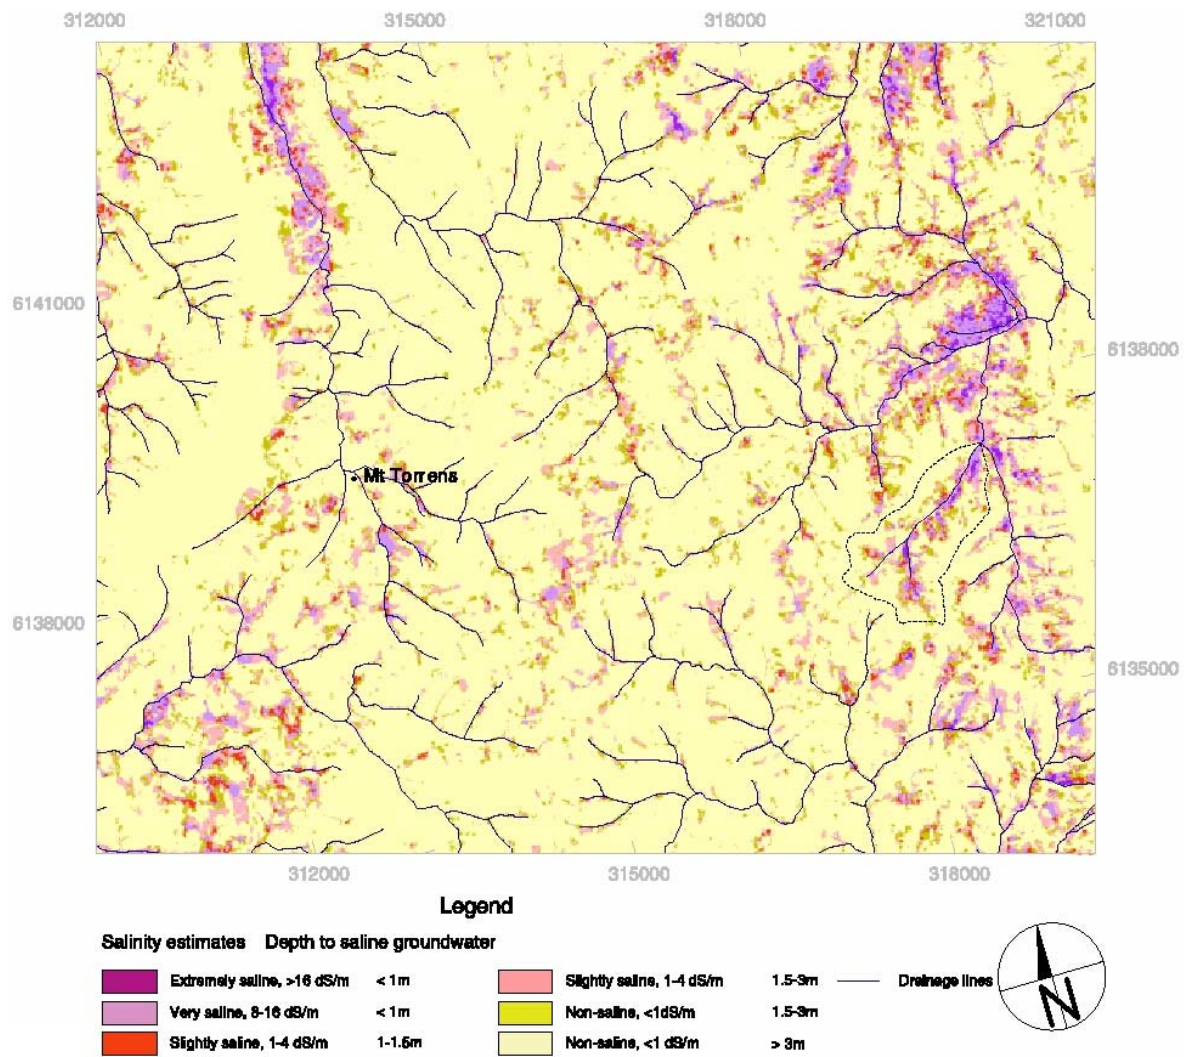 312000 315000 318000 321000
6141000
6138000
Mt Torrens
6138000
6135000
312000 315000 318000
Legend
Salinity estimates Depth to saline groundwater
Extremely saline, >16 dS/m < 1m
Very saline, 8-16 dS/m < 1m
Slightly saline, 1-4 dS/m 1-1.5m
Slightly saline, 1-4 dS/m 1.5-3m
Non-saline, <1dS/m 1.5-3m
Non-saline, <1 dS/m > 3m
Drainage lines
N